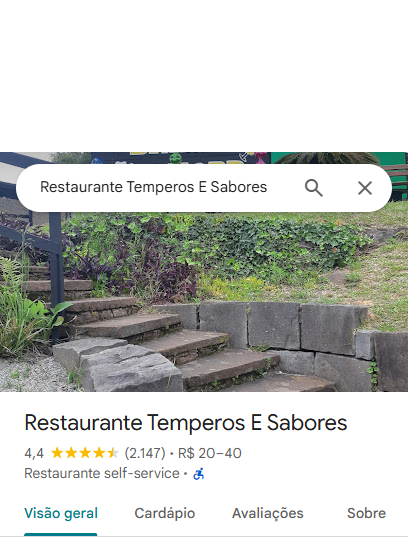 Restaurante Temperos E Sabores
Restaurante Temperos E Sabores
4,4 (2.147) • R$ 20–40
Restaurante self-service •
Visão geral Cardápio Avaliações Sobre